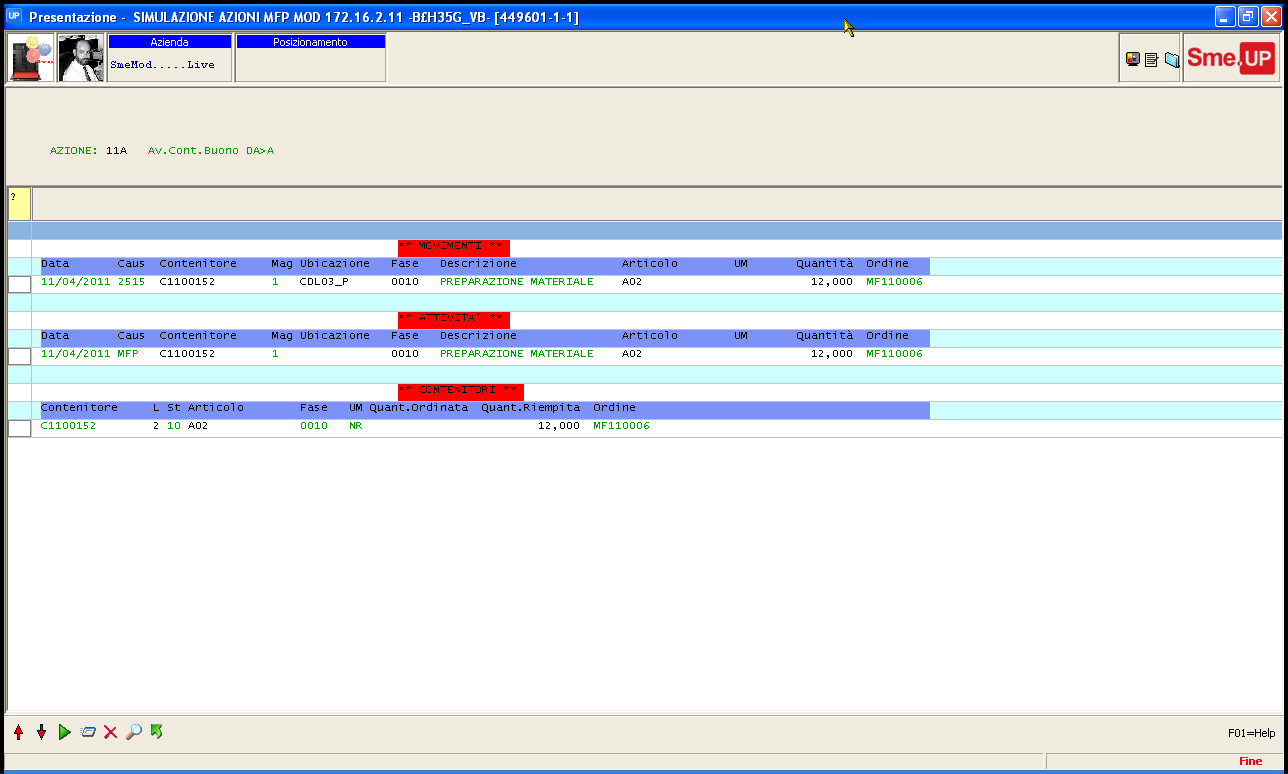 UP Presentazione - SIMULAZIONE AZIONI MFP MOD 172.16.2.11 -B£H35G_VB- [449601-1-1]
Azienda Posizionamento
SmeMod.....Live
Sme.UP
AZIONE: 11A Av.Cont.Buono DA>A
?
** MOVIMENTI **
Data Caus Contenitore Mag Ubicazione Fase Descrizione Articolo UM Quantità Ordine
11/04/2011 2515 C1100152 1 CDL03_P 0010 PREPARAZIONE MATERIALE A02 12,000 MF110006
** ATTIVITA' **
Data Caus Contenitore Mag Ubicazione Fase Descrizione Articolo UM Quantità Ordine
11/04/2011 MFP C1100152 1 0010 PREPARAZIONE MATERIALE A02 12,000 MF110006
** CONTENITORI **
Contenitore L St Articolo Fase UM Quant.Ordinata Quant.Riempita Ordine
C1100152 2 10 A02 0010 NR 12,000 MF110006
F01=Help
Fine